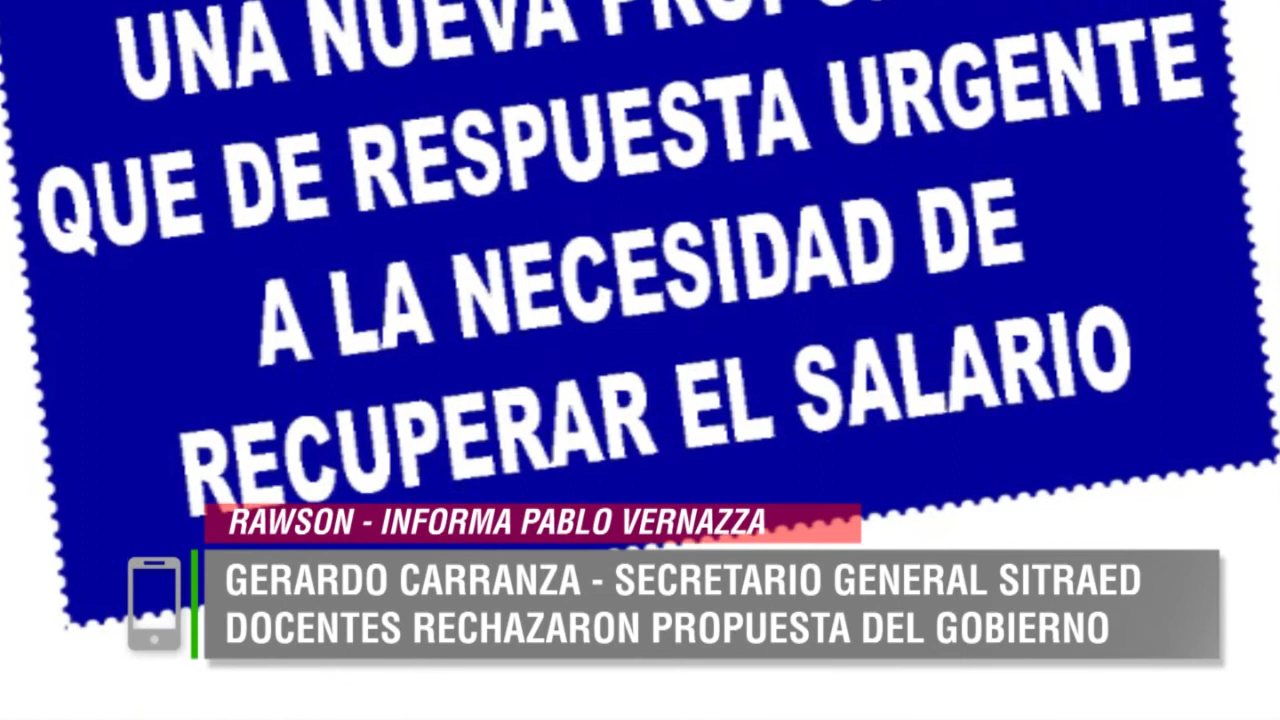 UNA NUEVA
QUE DE RESPUESTA URGENTE
A LA NECESIDAD DE
RECUPERAR EL SALARIO
RAWSON - INFORMA PABLO VERNAZZA
GERARDO CARRANZA - SECRETARIO GENERAL SITRAED
DOCENTES RECHAZARON PROPUESTA DEL GOBIERNO